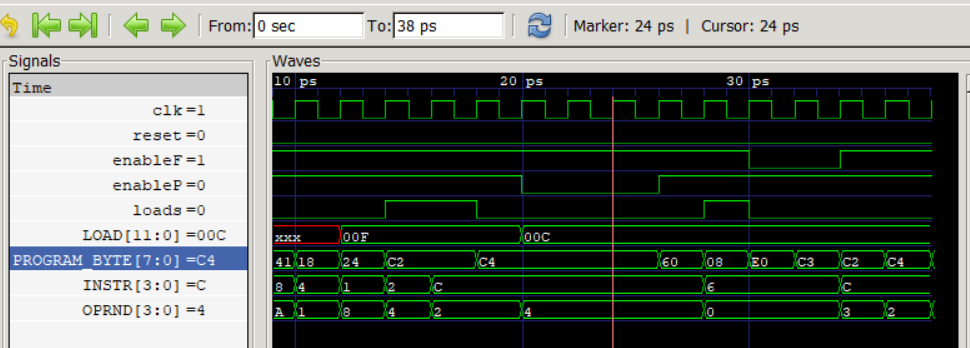 From: 0 sec To: 38 ps Marker: 24 ps | Cursor: 24 ps
Signals Waves
Time 10 ps 20 ps 30 ps
clk=1
reset=0
enableF=1
enableP=0
loads=0
LOAD[11:0]=00C xxx 00F 00C
PROGRAM_BYTE[7:0]=C4 41 18 24 C2 C4 60 08 E0 C3 C2 C4
INSTR[3:0]=C 8 4 1 2 C 6 C
OPRND[3:0]=4 A 1 8 4 2 4 0 3 2